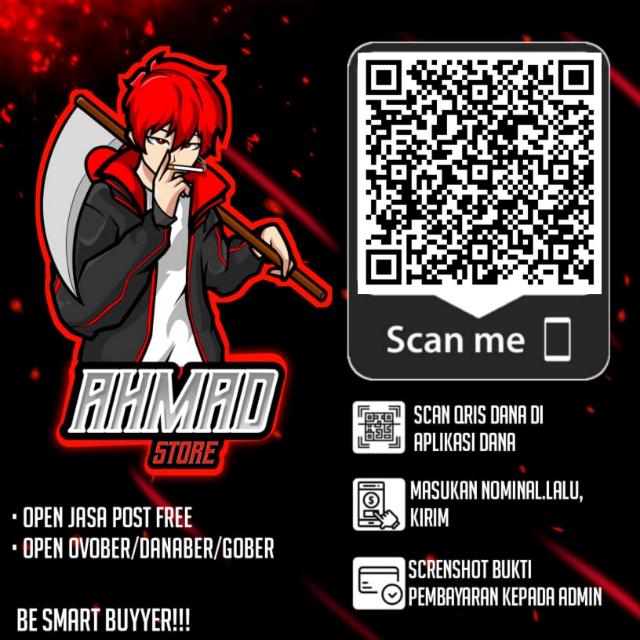 AHMAD
STORE
• OPEN JASA POST FREE
• OPEN OVOBER/DANABER/GOBER
BE SMART BUYYER!!!
Scan me
SCAN QRIS DANA DI
APLIKASI DANA
MASUKAN NOMINAL.LALU,
KIRIM
SCRENSHOT BUKTI
PEMBAYARAN KEPADA ADMIN